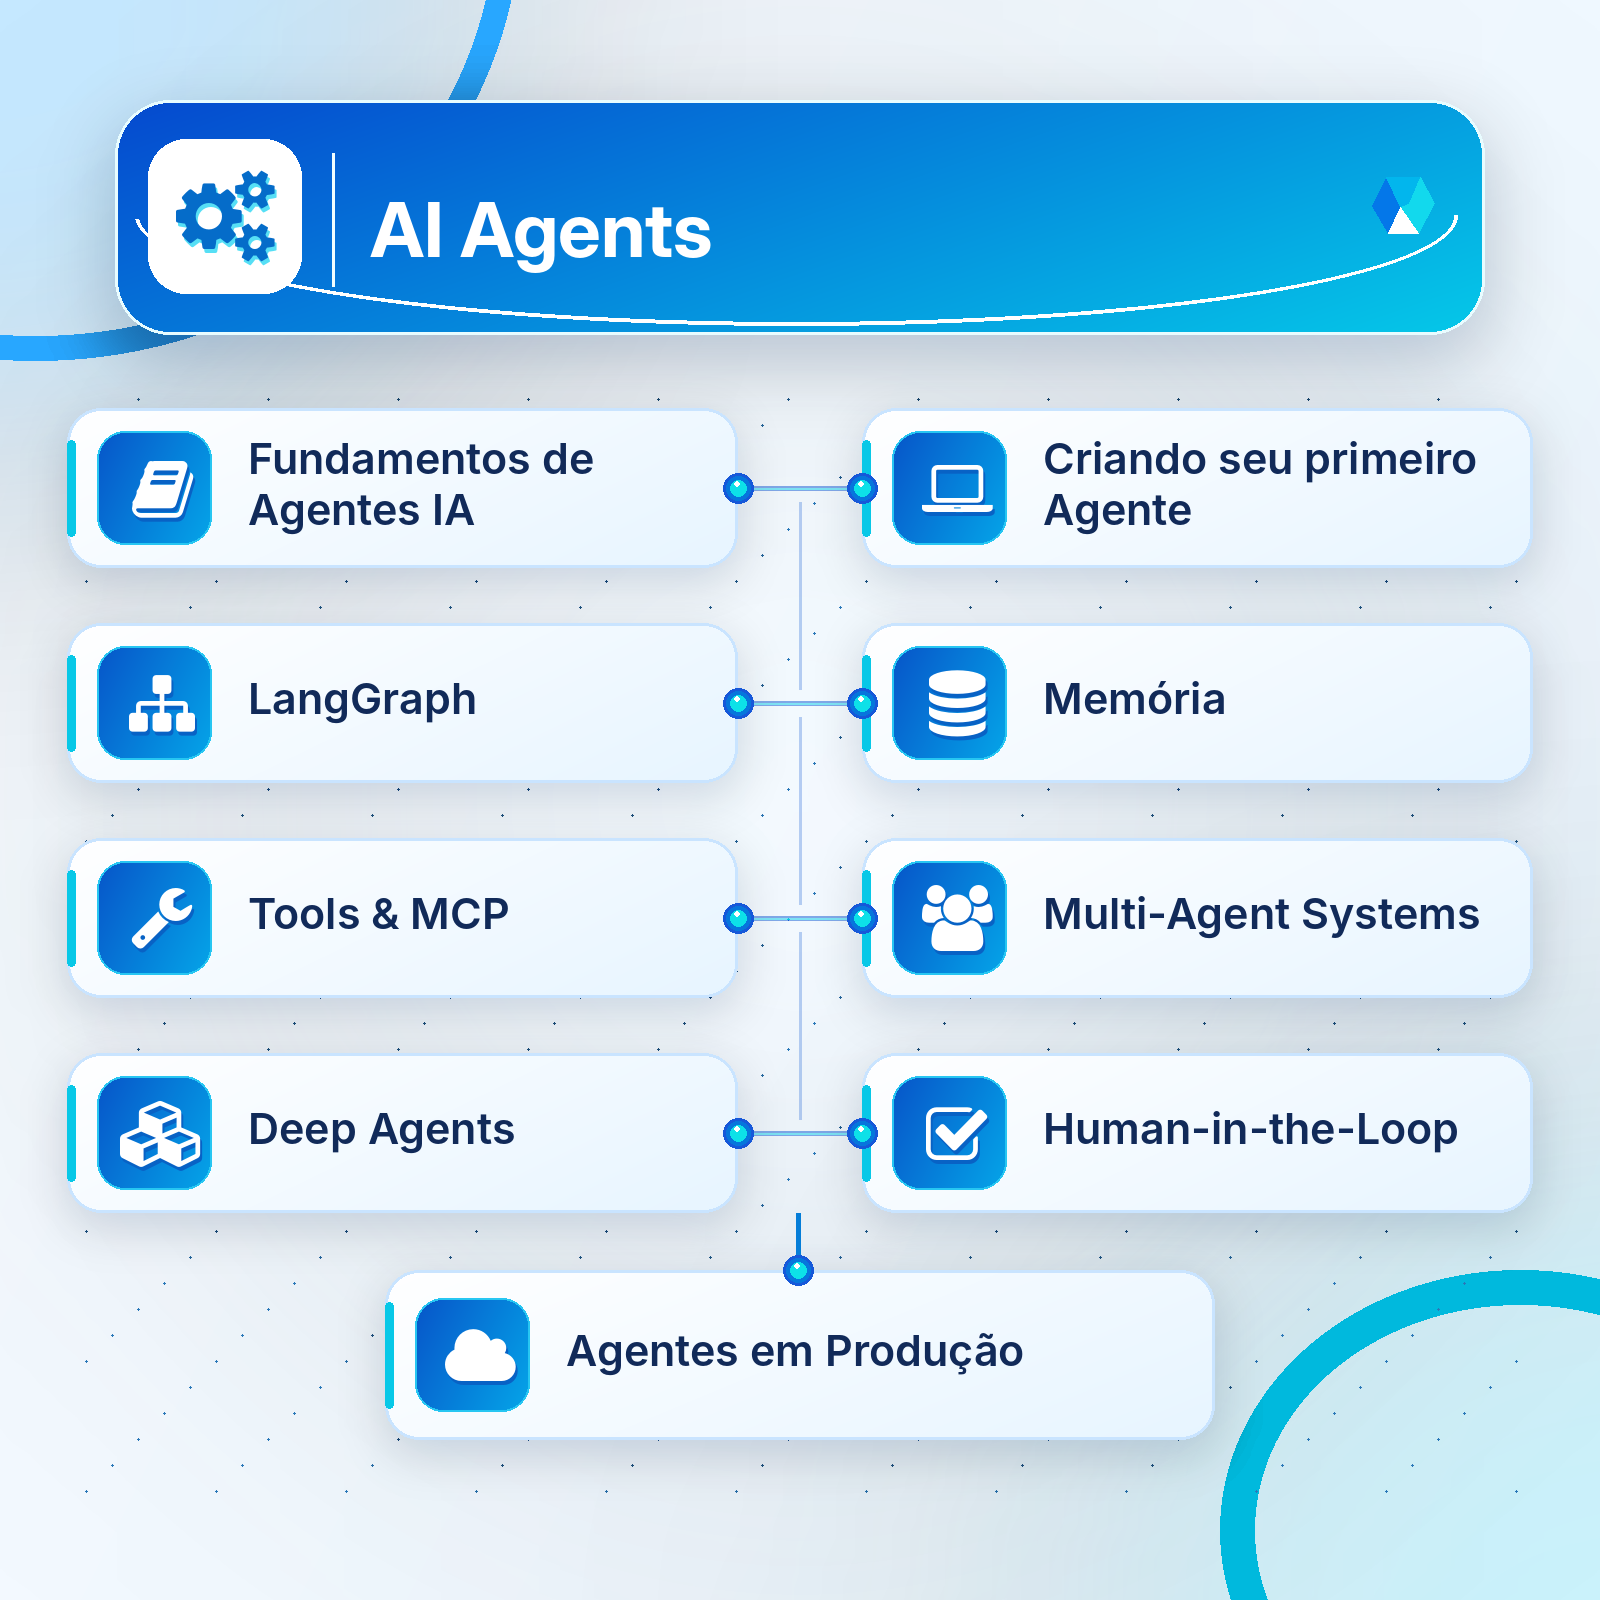 AI Agents
Fundamentos de
Agentes IA
Criando seu primeiro
Agente
LangGraph
Memória
Tools & MCP
Multi-Agent Systems
Deep Agents
Human-in-the-Loop
Agentes em Produção